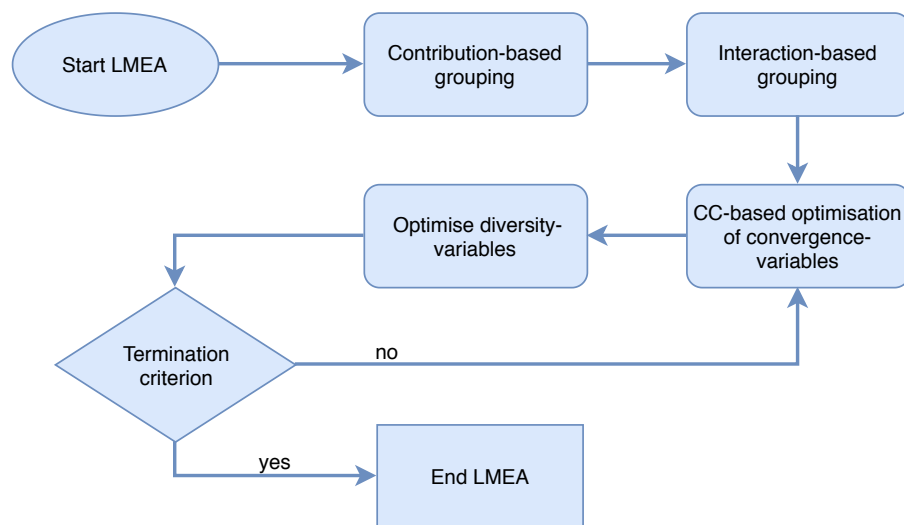 Start LMEA
Contribution-based
grouping
Interaction-based
grouping
CC-based optimisation
of convergence-
variables
Optimise diversity-
variables
Termination
criterion
no
yes
End LMEA